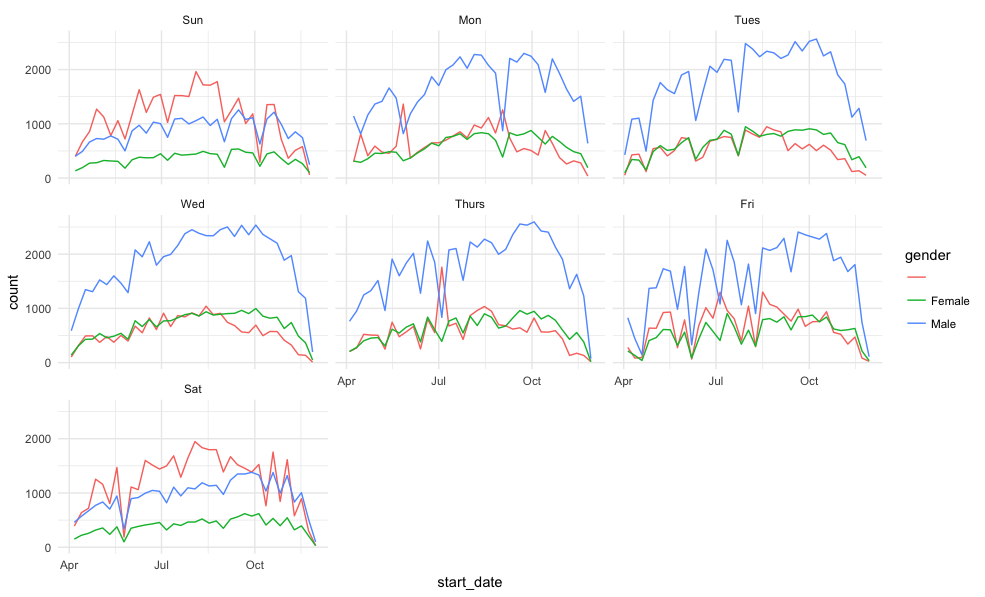 Sun Mon Tues
2000
1000
0
Wed Thurs Fri
2000
1000
0
Apr Jul Oct Apr Jul Oct
Sat
2000
1000
0
Apr Jul Oct
start_date
count
gender
Female
Male